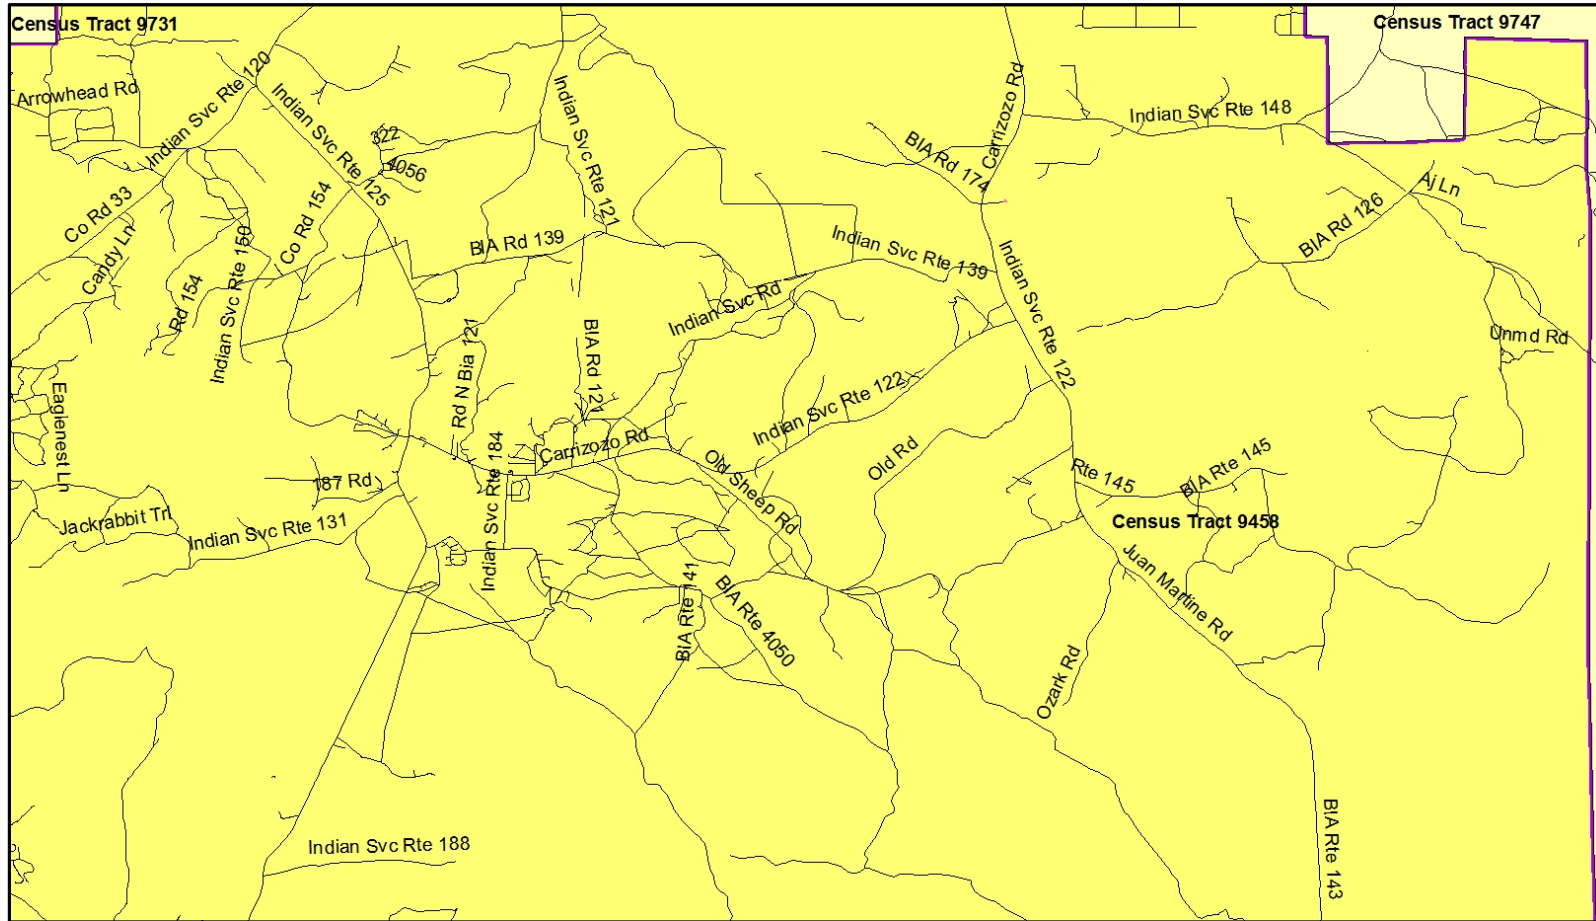 Census Tract 9731
Census Tract 9747
Arrowhead Rd
Indian Svc Rte 120
Indian Svc Rte 125
322
4056
Indian Svc Rte 121
Carrizozo Rd
Indian Svc Rte 148
BIA Rd 174
Aj Ln
Co Rd 33
Candy Ln
Co Rd 154
Rd 154
Indian Svc Rte 150
BIA Rd 139
Indian Svc Rte 139
BIA Rd 126
Indian Svc Rd
Indian Svc Rte 122
Unmd Rd
Rd N Bia 121
BIA Rd 121
Eaglenest Ln
Indian Svc Rte 122
Carrizozo Rd
Indian Svc Rte 184
Old Sheep Rd
Old Rd
Rte 145
BIA Rte 145
187 Rd
Jackrabbit Trl
Indian Svc Rte 131
Census Tract 9458
Juan Martine Rd
BIA Rte 141
BIA Rte 4050
Ozark Rd
Indian Svc Rte 188
BIA Rte 143